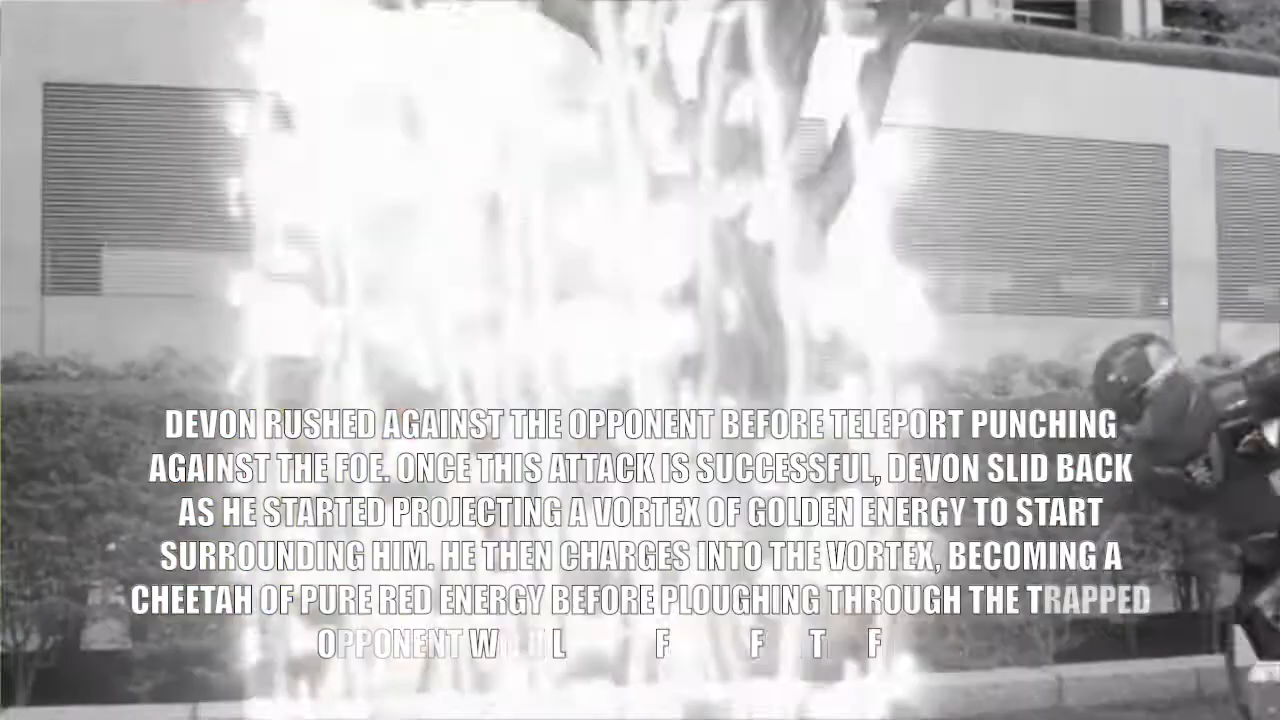 DEVON RUSHED AGAINST THE OPPONENT BEFORE TELEPORT PUNCHING
AGAINST THE FOE. ONCE THIS ATTACK IS SUCCESSFUL, DEVON SLID BACK
AS HE STARTED PROJECTING A VORTEX OF GOLDEN ENERGY TO START
SURROUNDING HIM. HE THEN CHARGES INTO THE VORTEX, BECOMING A
CHEETAH OF PURE RED ENERGY BEFORE PLOUGHING THROUGH THE TRAPPED
OPPONENT